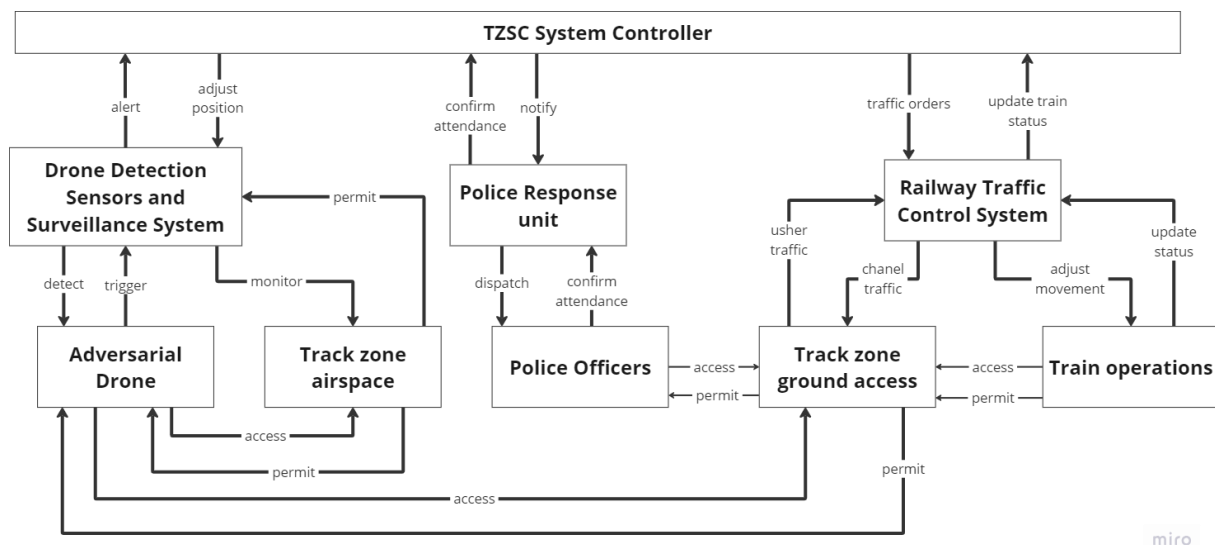 TZSC System Controller
alert
adjust
position
confirm
attendance
notify
traffic orders
update train
status
Drone Detection
Sensors and
Surveillance System
permit
Police Response
unit
Railway Traffic
Control System
usher
traffic
update
status
detect
trigger
monitor
dispatch
confirm
attendance
chanel
traffic
adjust
movement
Adversarial
Drone
Track zone
airspace
Police Officers
access
permit
Track zone
ground access
access
permit
Train operations
access
permit
access
permit
miro